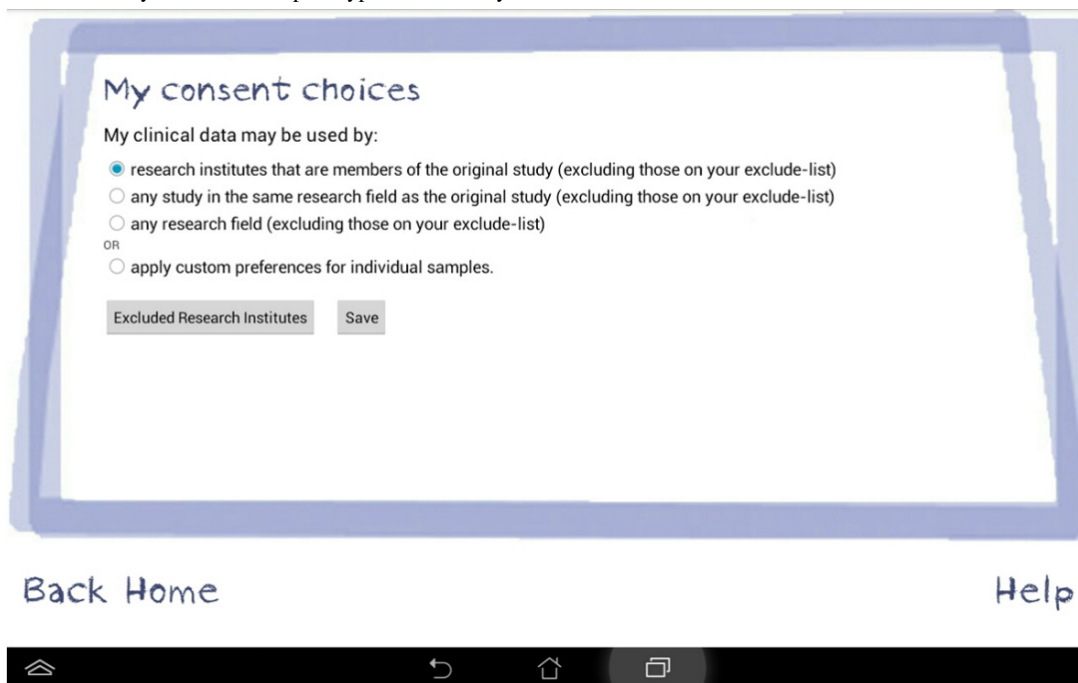 My consent choices
My clinical data may be used by:
research institutes that are members of the original study (excluding those on your exclude-list)
any study in the same research field as the original study (excluding those on your exclude-list)
any research field (excluding those on your exclude-list)
OR
apply custom preferences for individual samples.
Excluded Research Institutes Save
Back Home Help